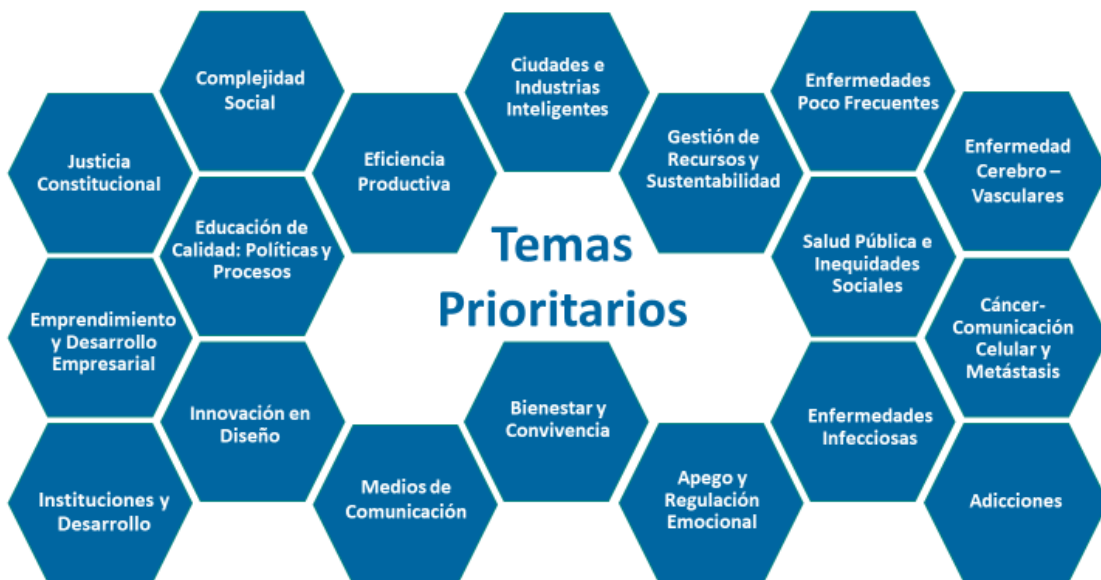 Complejidad
Social
Ciudades e
Industrias
Inteligentes
Enfermedades
Poco Frecuentes
Justicia
Constitucional
Eficiencia
Productiva
Gestión de
Recursos y
Sustentabilidad
Enfermedad
Cerebro –
Vasculares
Educación de
Calidad: Políticas y
Procesos
Temas
Prioritarios
Salud Pública e
Inequidades
Sociales
Emprendimiento
y Desarrollo
Empresarial
Cáncer-
Comunicación
Celular y
Metástasis
Innovación en
Diseño
Bienestar y
Convivencia
Enfermedades
Infecciosas
Instituciones y
Desarrollo
Medios de
Comunicación
Apego y
Regulación
Emocional
Adicciones